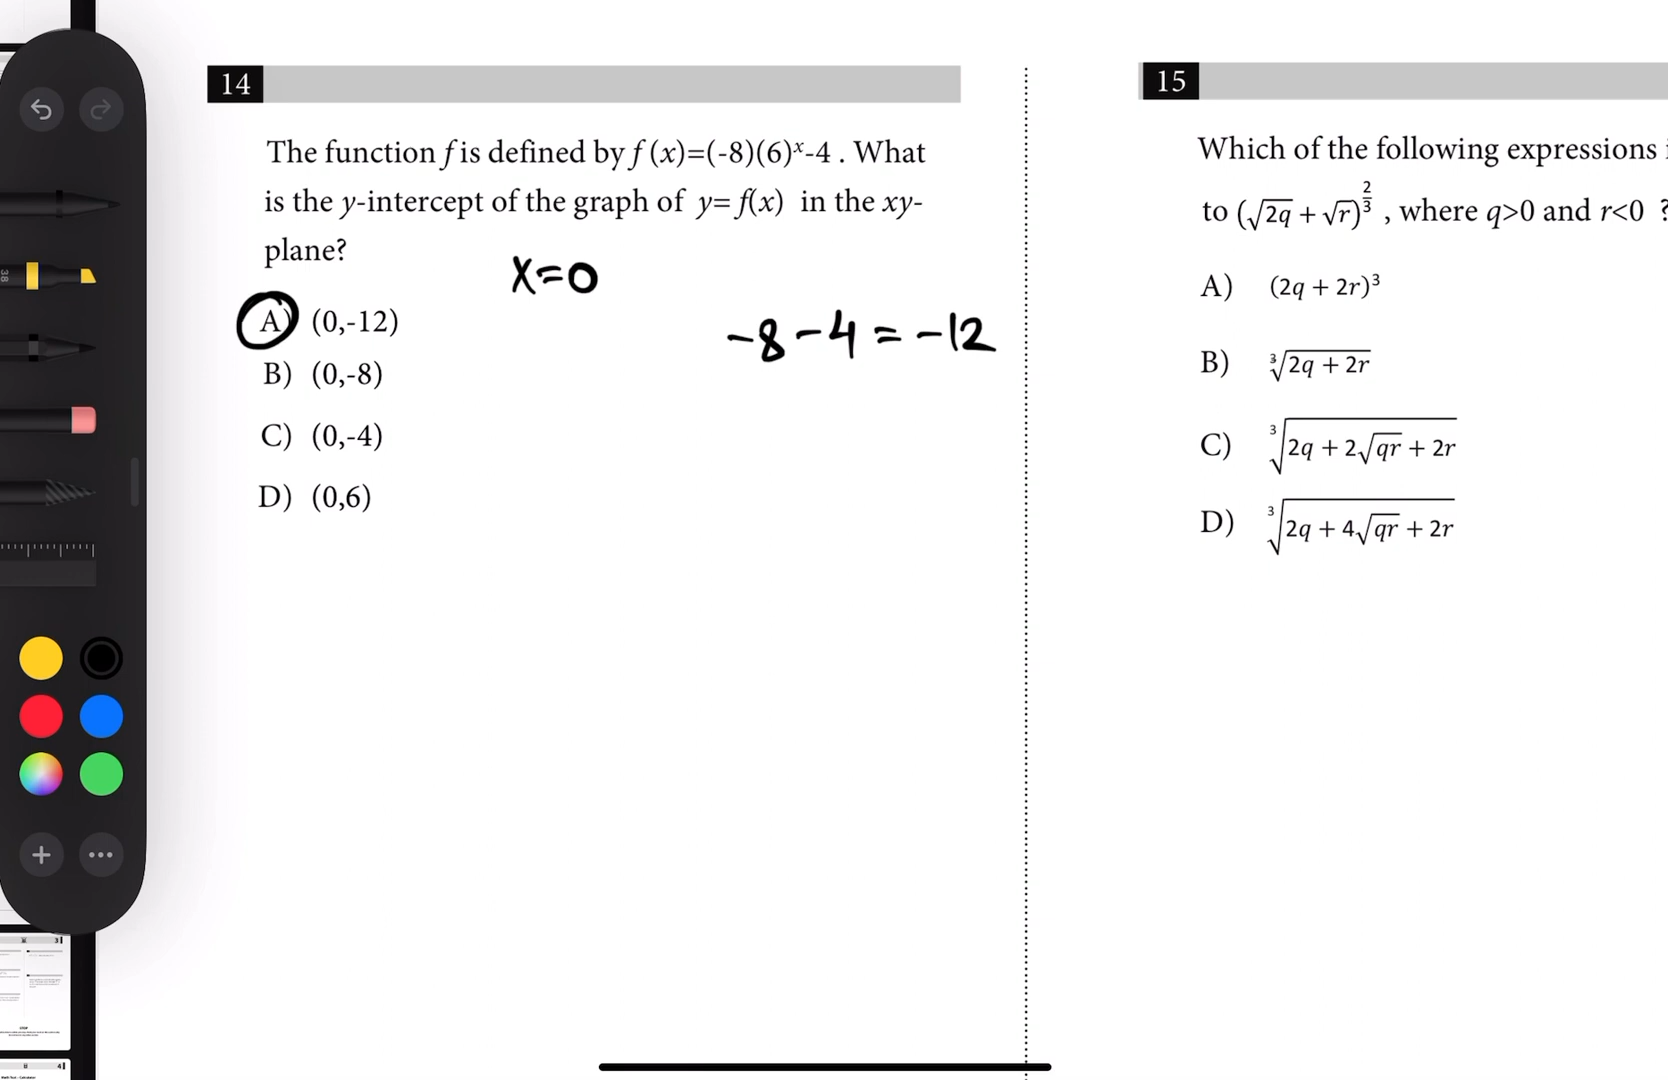 14
The function f is defined by f(x)=(-8)(6)ˣ-4 . What
is the y-intercept of the graph of y= f(x) in the xy-
plane?
x=0
A) (0,-12)
-8-4=-12
B) (0,-8)
C) (0,-4)
D) (0,6)
15
Which of the following expressions
to (√2q + √r)^(2/3) , where q>0 and r<0 ?
A) (2q + 2r)³
B) ∛(2q + 2r)
C) ∛(2q + 2√qr + 2r)
D) ∛(2q + 4√qr + 2r)
38